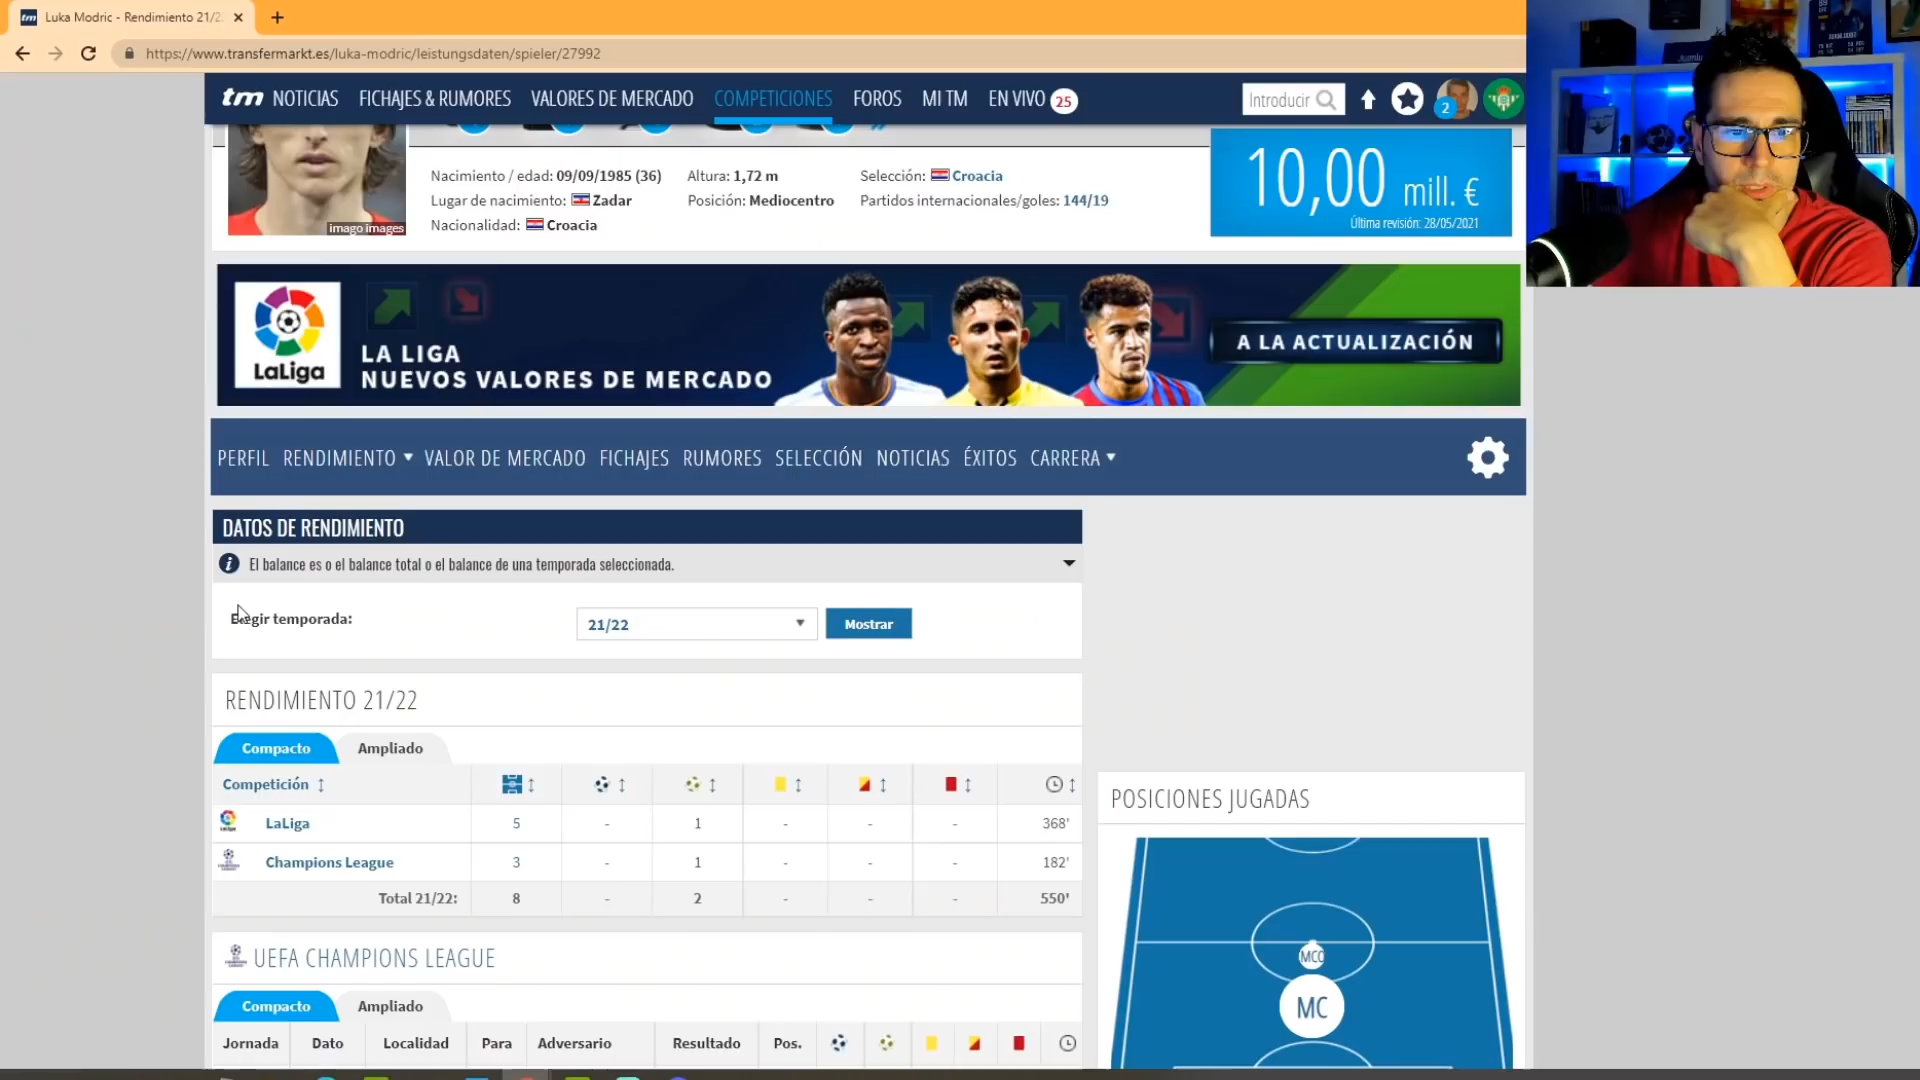 Luka Modric - Rendimiento 21/2
https://www.transfermarkt.es/luka-modric/leistungsdaten/spieler/27992
tm NOTICIAS FICHAJES & RUMORES VALORES DE MERCADO COMPETICIONES FOROS MI TM EN VIVO 25 Introducir 2
Nacimiento / edad: 09/09/1985 (36) Altura: 1,72 m Selección: Croacia
Lugar de nacimiento: Zadar Posición: Mediocentro Partidos internacionales/goles: 144/19
Nacionalidad: Croacia
imago images
10,00 mill. €
Última revisión: 28/05/2021
LaLiga
LA LIGA
NUEVOS VALORES DE MERCADO
A LA ACTUALIZACIÓN
PERFIL RENDIMIENTO VALOR DE MERCADO FICHAJES RUMORES SELECCIÓN NOTICIAS ÉXITOS CARRERA
DATOS DE RENDIMIENTO
i El balance es o el balance total o el balance de una temporada seleccionada.
Elegir temporada: 21/22 Mostrar
RENDIMIENTO 21/22
Compacto Ampliado
Competición
LaLiga 5 - 1 - - - 368'
Champions League 3 - 1 - - - 182'
Total 21/22: 8 - 2 - - - 550'
UEFA CHAMPIONS LEAGUE
Compacto Ampliado
Jornada Dato Localidad Para Adversario Resultado Pos.
POSICIONES JUGADAS
MCO
MC